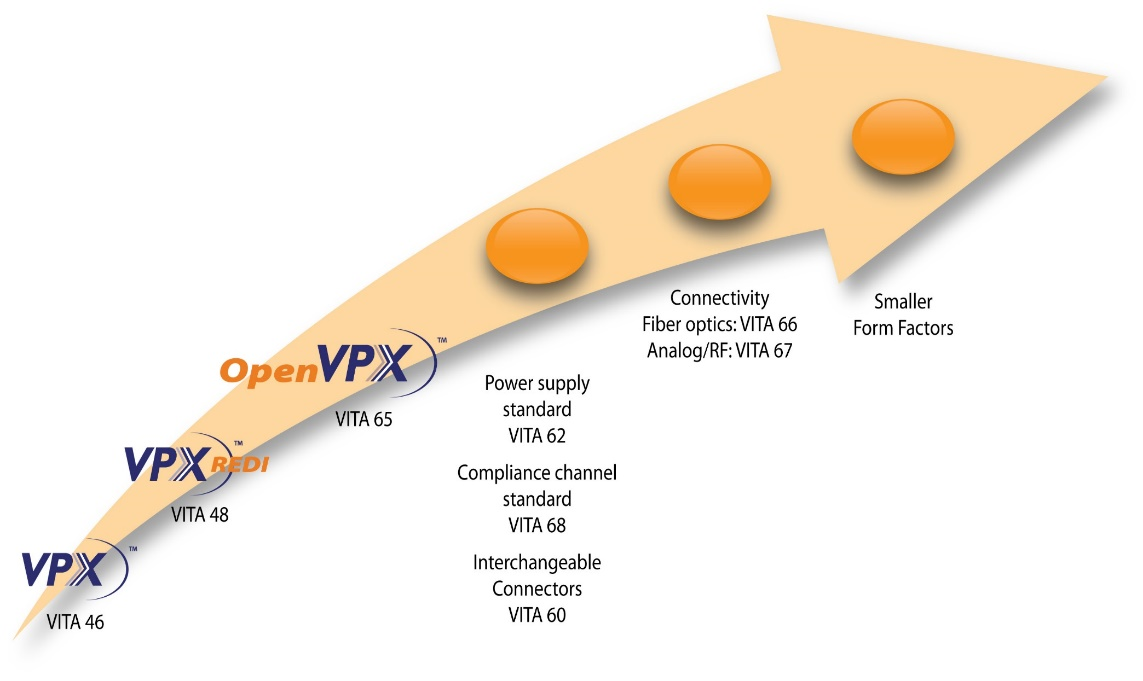 VPX™
VITA 46
VPX REDI™
VITA 48
OpenVPX™
VITA 65
Power supply
standard
VITA 62
Compliance channel
standard
VITA 68
Interchangeable
Connectors
VITA 60
Connectivity
Fiber optics: VITA 66
Analog/RF: VITA 67
Smaller
Form Factors